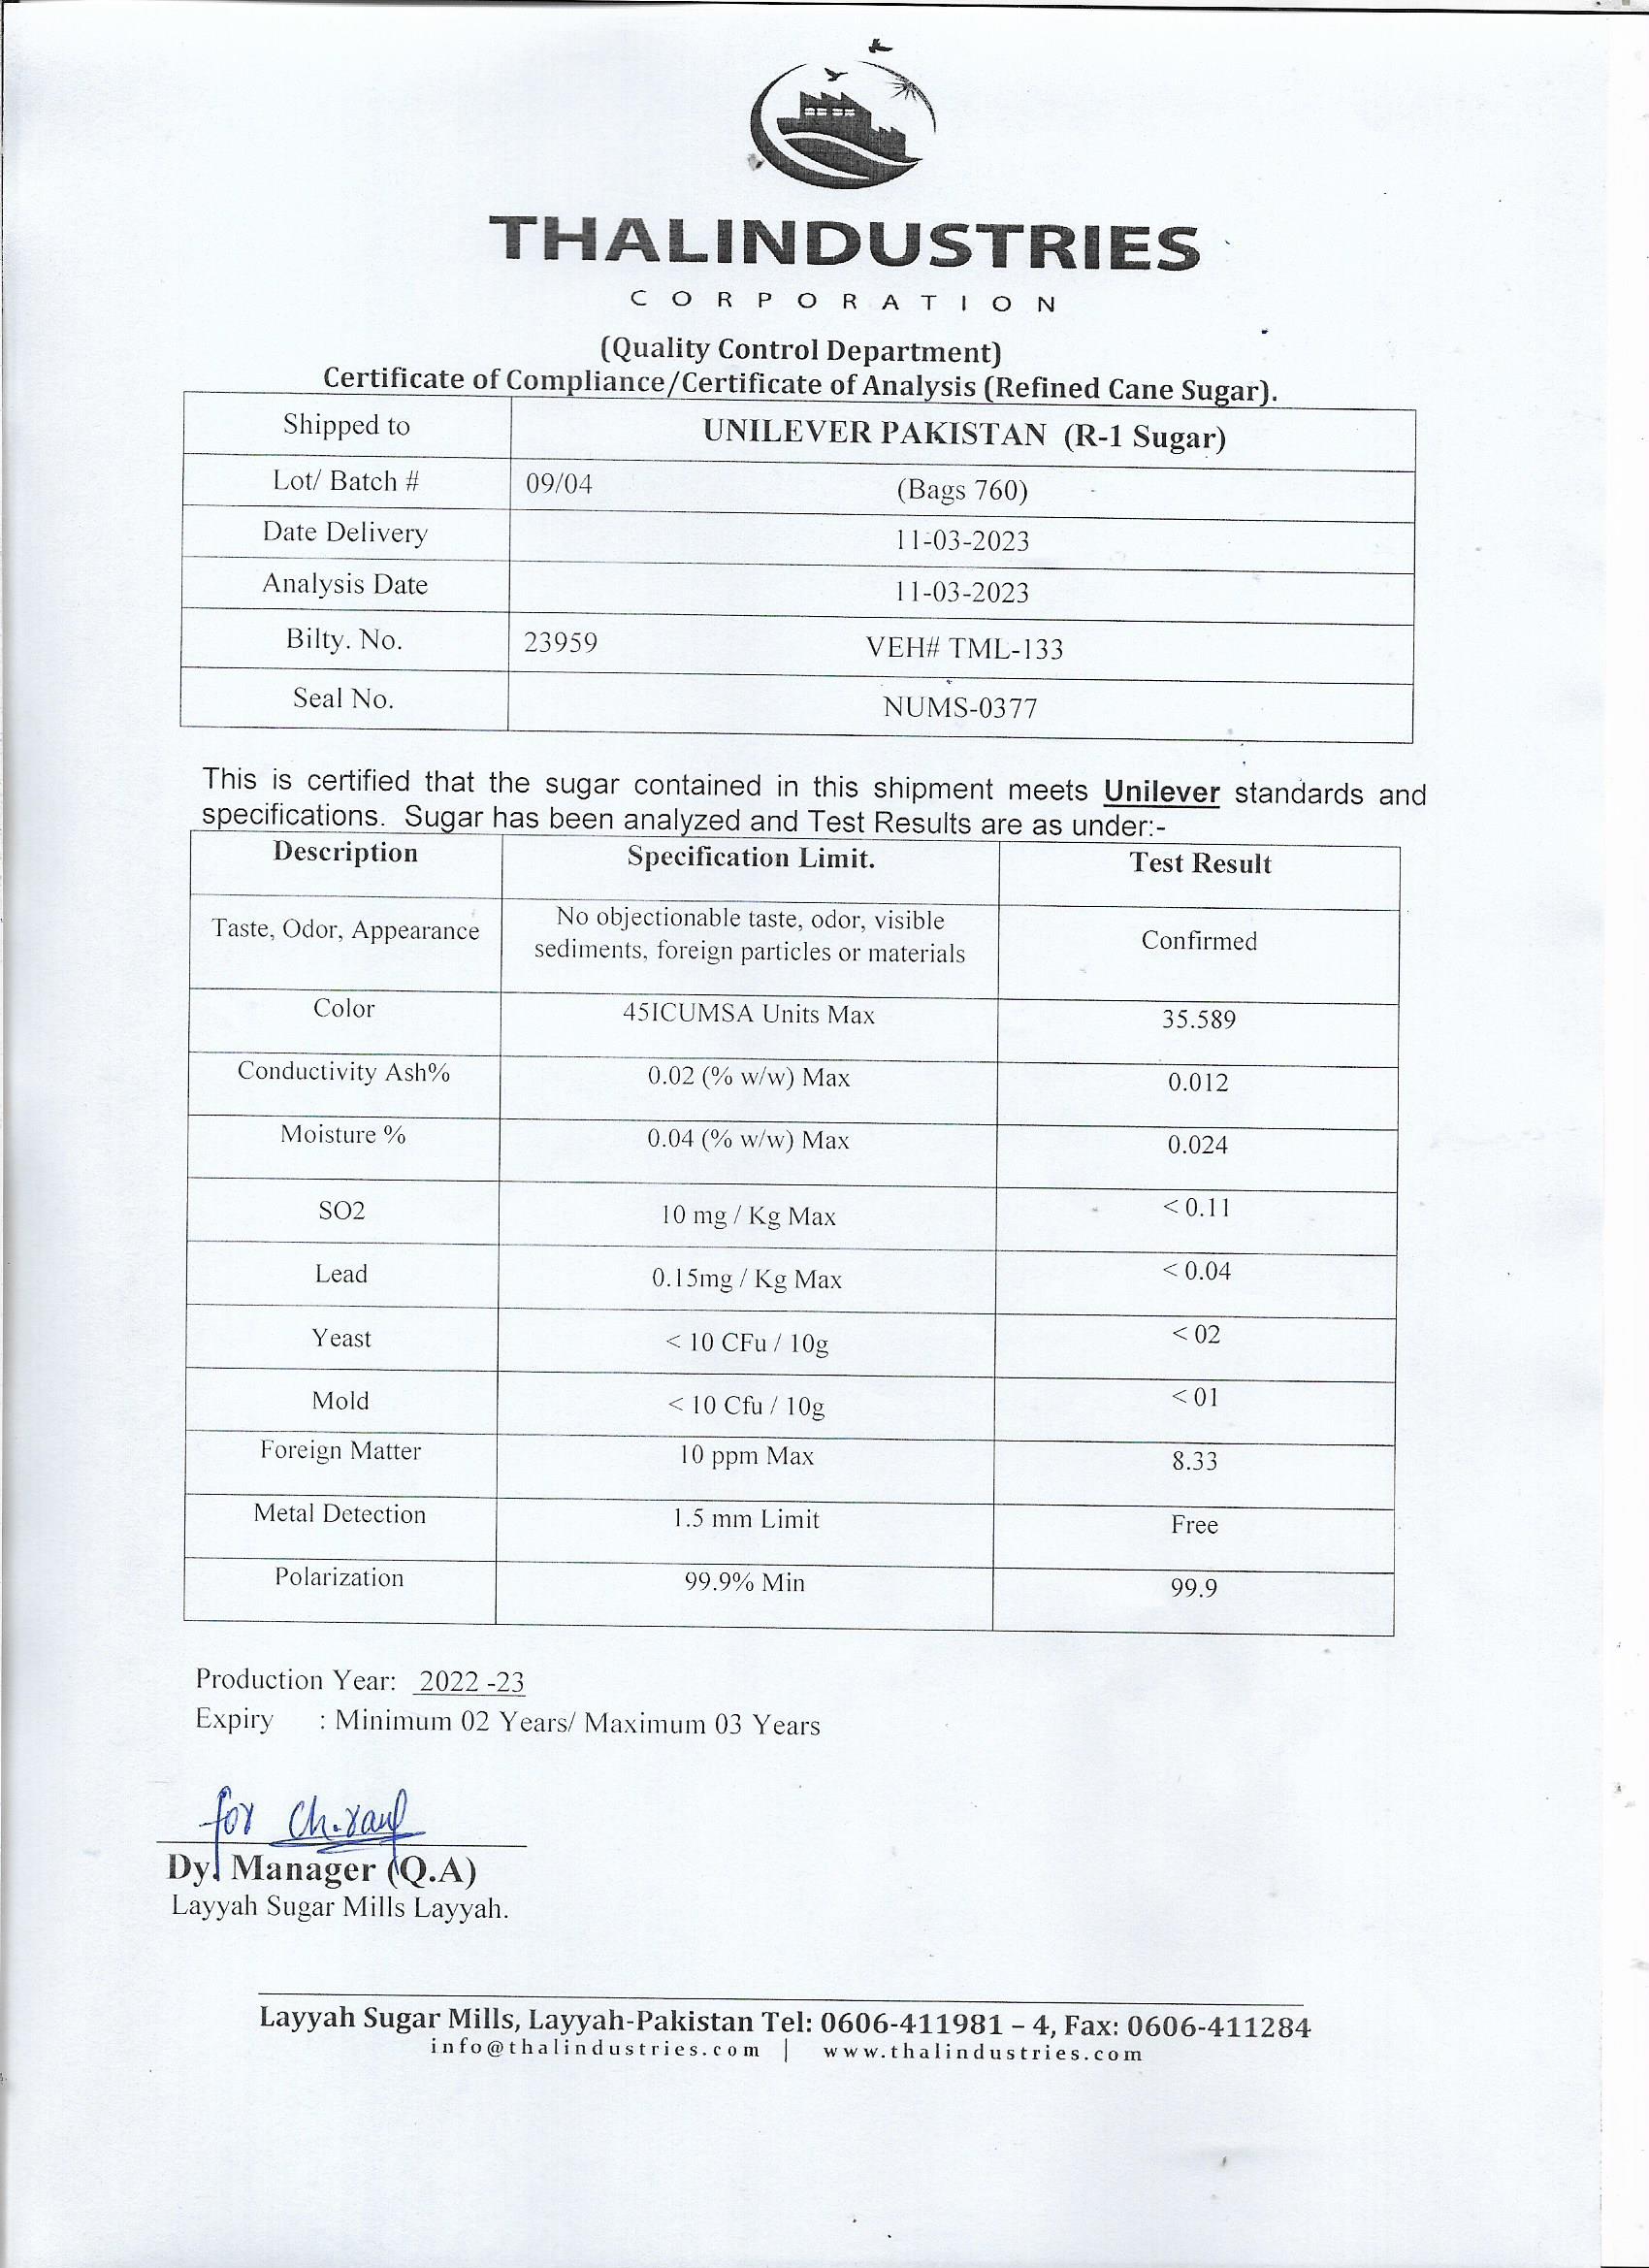 THALINDUSTRIES
CORPORATION
(Quality Control Department)
Certificate of Compliance/Certificate of Analysis (Refined Cane Sugar).
Shipped to UNILEVER PAKISTAN (R-1 Sugar)
Lot/ Batch # 09/04 (Bags 760)
Date Delivery 11-03-2023
Analysis Date 11-03-2023
Bilty. No. 23959 VEH# TML-133
Seal No. NUMS-0377
This is certified that the sugar contained in this shipment meets Unilever standards and
specifications. Sugar has been analyzed and Test Results are as under:-
Description Specification Limit. Test Result
Taste, Odor, Appearance No objectionable taste, odor, visible
sediments, foreign particles or materials Confirmed
Color 45ICUMSA Units Max 35.589
Conductivity Ash% 0.02 (% w/w) Max 0.012
Moisture % 0.04 (% w/w) Max 0.024
SO2 10 mg / Kg Max < 0.11
Lead 0.15mg / Kg Max < 0.04
Yeast < 10 CFu / 10g < 02
Mold < 10 Cfu / 10g < 01
Foreign Matter 10 ppm Max 8.33
Metal Detection 1.5 mm Limit Free
Polarization 99.9% Min 99.9
Production Year: 2022 -23
Expiry : Minimum 02 Years/ Maximum 03 Years
for Ch.rauf
Dy. Manager (Q.A)
Layyah Sugar Mills Layyah.
Layyah Sugar Mills, Layyah-Pakistan Tel: 0606-411981 – 4, Fax: 0606-411284
info@thalindustries.com | www.thalindustries.com